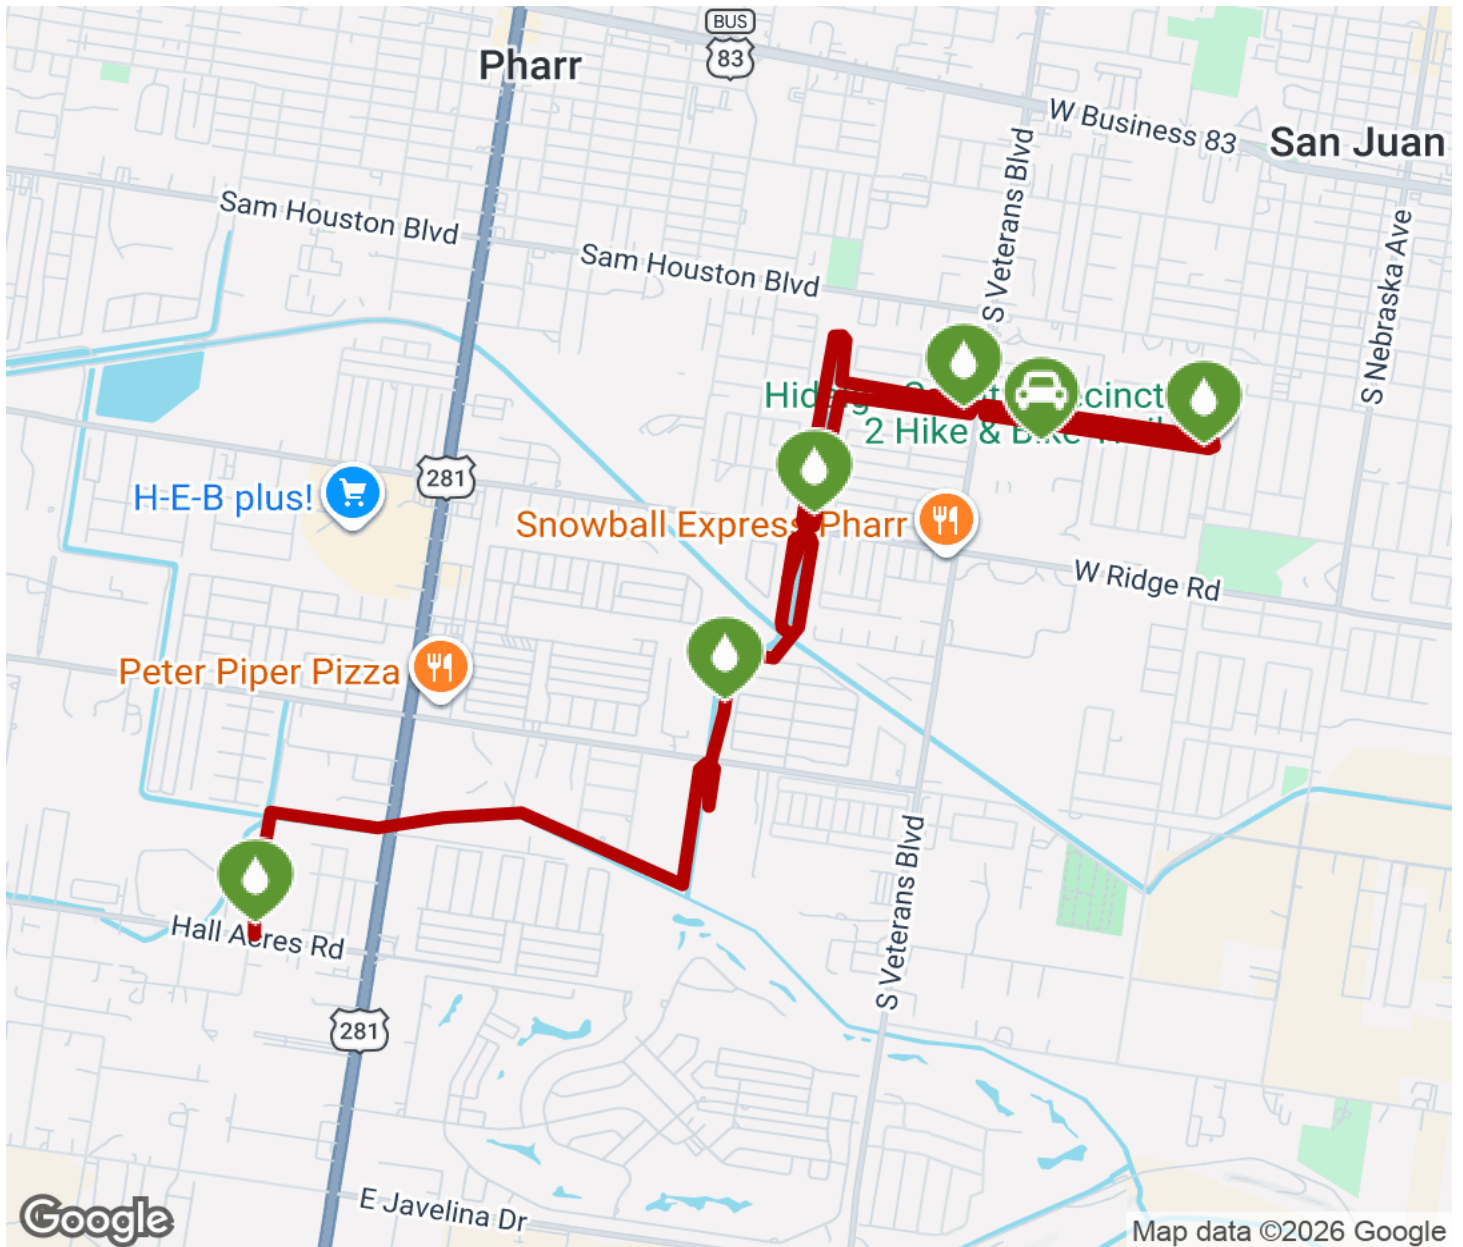 BUS
83
Pharr
W Business 83
San Juan
Sam Houston Blvd
Sam Houston Blvd
S Veterans Blvd
S Nebraska Ave
2 Hike & Bike
281
H-E-B plus!
Snowball Express Pharr
W Ridge Rd
Peter Piper Pizza
S Veterans Blvd
Hall Acres Rd
281
E Javelina Dr
Google
Map data ©2026 Google